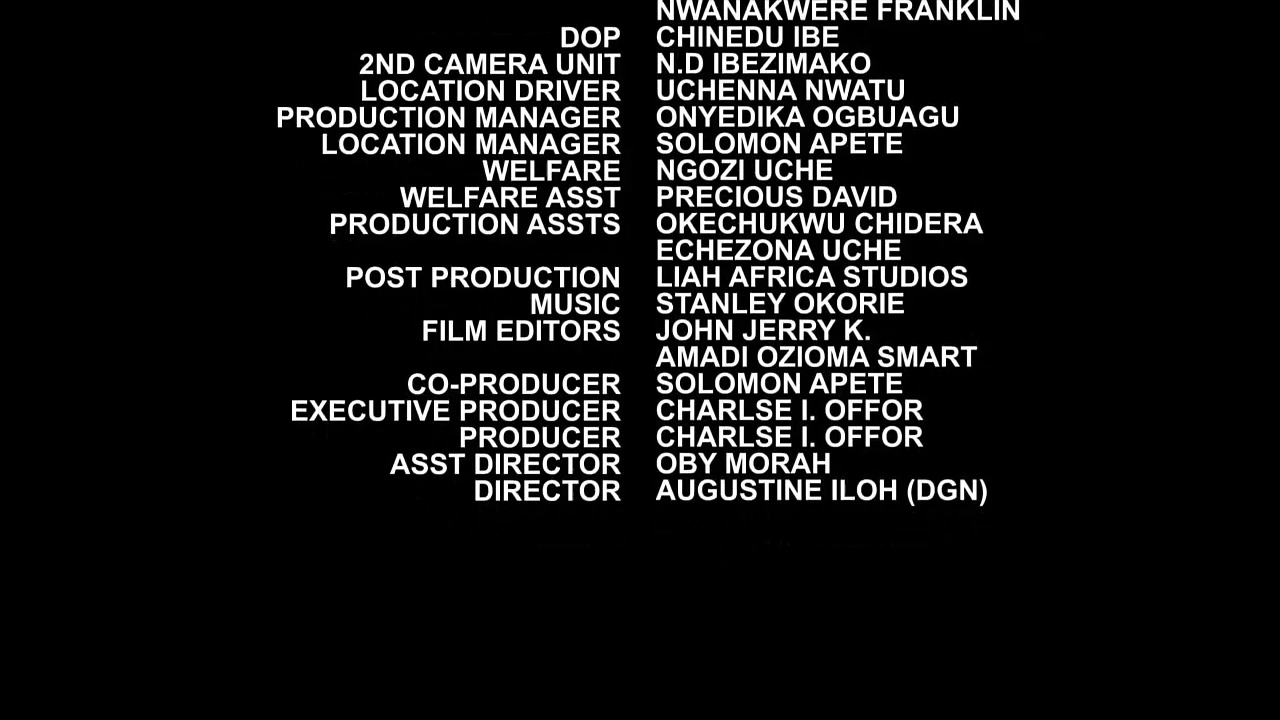 NWANAKWERE FRANKLIN
DOP CHINEDU IBE
2ND CAMERA UNIT N.D IBEZIMAKO
LOCATION DRIVER UCHENNA NWATU
PRODUCTION MANAGER ONYEDIKA OGBUAGU
LOCATION MANAGER SOLOMON APETE
WELFARE NGOZI UCHE
WELFARE ASST PRECIOUS DAVID
PRODUCTION ASSTS OKECHUKWU CHIDERA
ECHEZONA UCHE
POST PRODUCTION LIAH AFRICA STUDIOS
MUSIC STANLEY OKORIE
FILM EDITORS JOHN JERRY K.
AMADI OZIOMA SMART
CO-PRODUCER SOLOMON APETE
EXECUTIVE PRODUCER CHARLSE I. OFFOR
PRODUCER CHARLSE I. OFFOR
ASST DIRECTOR OBY MORAH
DIRECTOR AUGUSTINE ILOH (DGN)